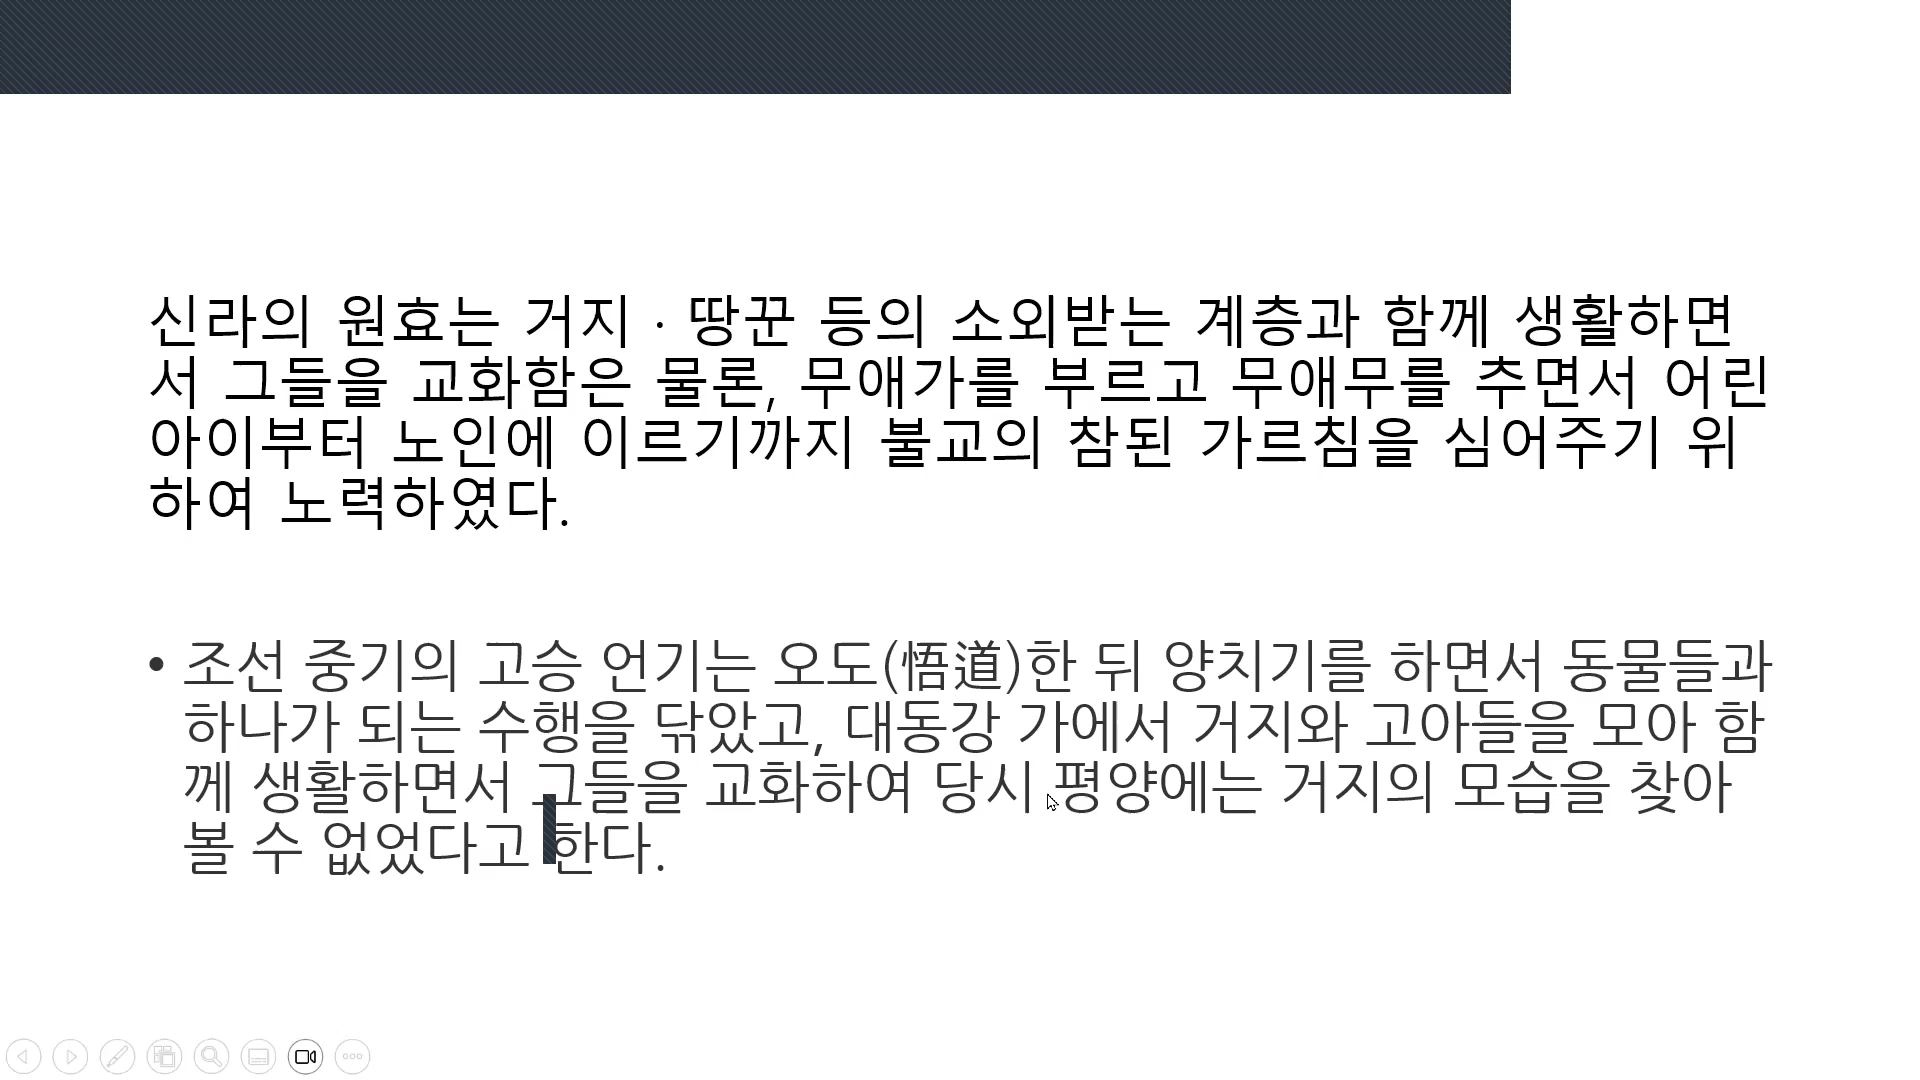 신라의 원효는 거지 · 땅꾼 등의 소외받는 계층과 함께 생활하면
서 그들을 교화함은 물론, 무애가를 부르고 무애무를 추면서 어린
아이부터 노인에 이르기까지 불교의 참된 가르침을 심어주기 위
하여 노력하였다.
• 조선 중기의 고승 언기는 오도(悟道)한 뒤 양치기를 하면서 동물들과
하나가 되는 수행을 닦았고, 대동강 가에서 거지와 고아들을 모아 함
께 생활하면서 그들을 교화하여 당시 평양에는 거지의 모습을 찾아
볼 수 없었다고 한다.